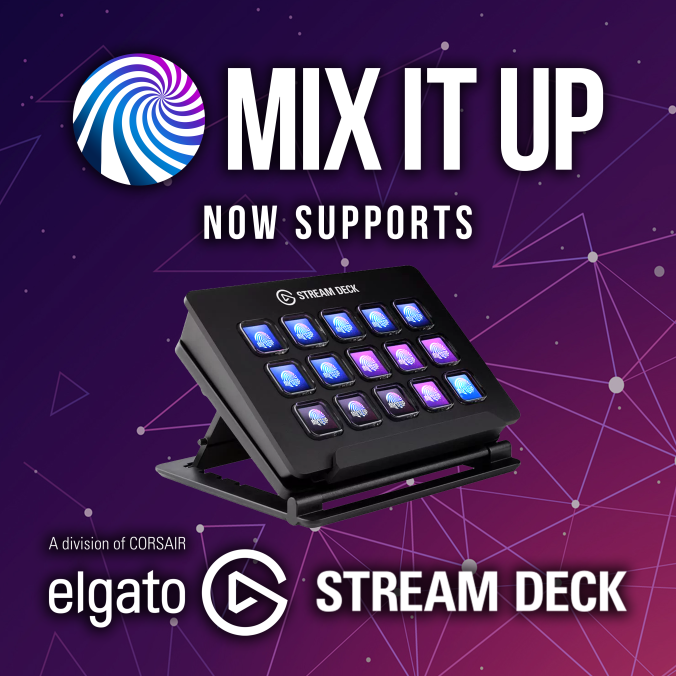 MIX IT UP
NOW SUPPORTS
STREAM DECK
A division of CORSAIR
elgato STREAM DECK